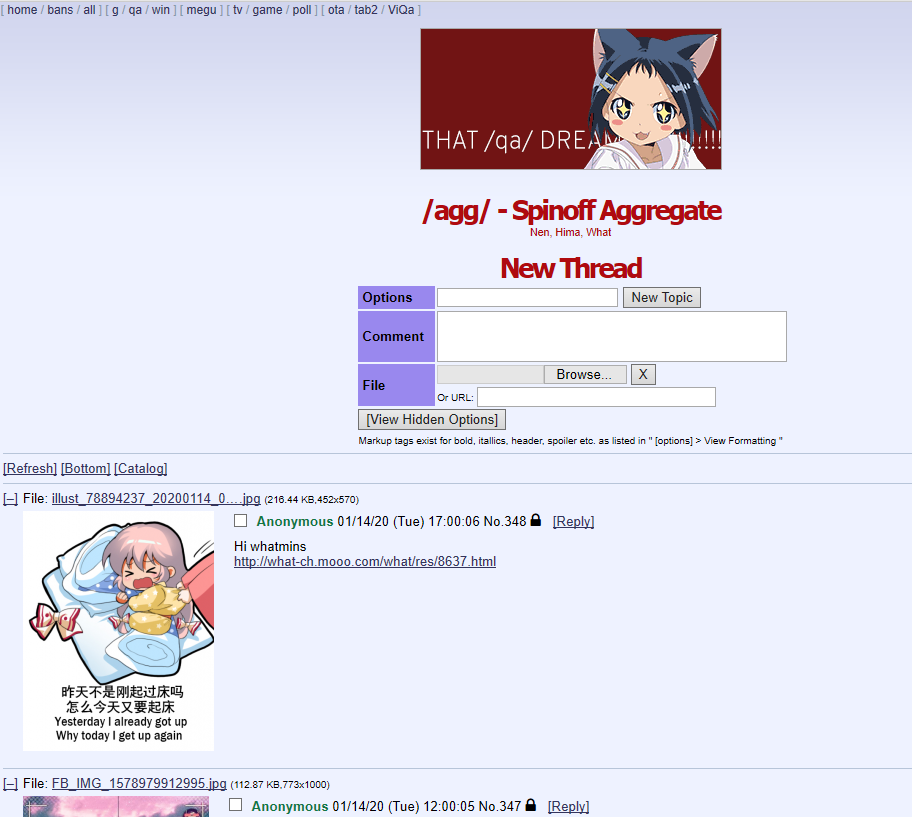 [ home / bans / all ] [ g / qa / win ] [ megu ] [ tv / game / poll ] [ ota / tab2 / ViQa ]
THAT /qa/ DREAM !!!!
/agg/ - Spinoff Aggregate
Nen, Hima, What
New Thread
Options New Topic
Comment
File Browse... X
Or URL:
[View Hidden Options]
Markup tags exist for bold, itallics, header, spoiler etc. as listed in " [options] > View Formatting "
[Refresh] [Bottom] [Catalog]
[–] File: illust_78894237_20200114_0....jpg (216.44 KB,452x570)
Anonymous 01/14/20 (Tue) 17:00:06 No.348 [Reply]
Hi whatmins
http://what-ch.mooo.com/what/res/8637.html
昨天不是刚起过床吗
怎么今天又要起床
Yesterday I already got up
Why today I get up again
[–] File: FB_IMG_1578979912995.jpg (112.87 KB,773x1000)
Anonymous 01/14/20 (Tue) 12:00:05 No.347 [Reply]